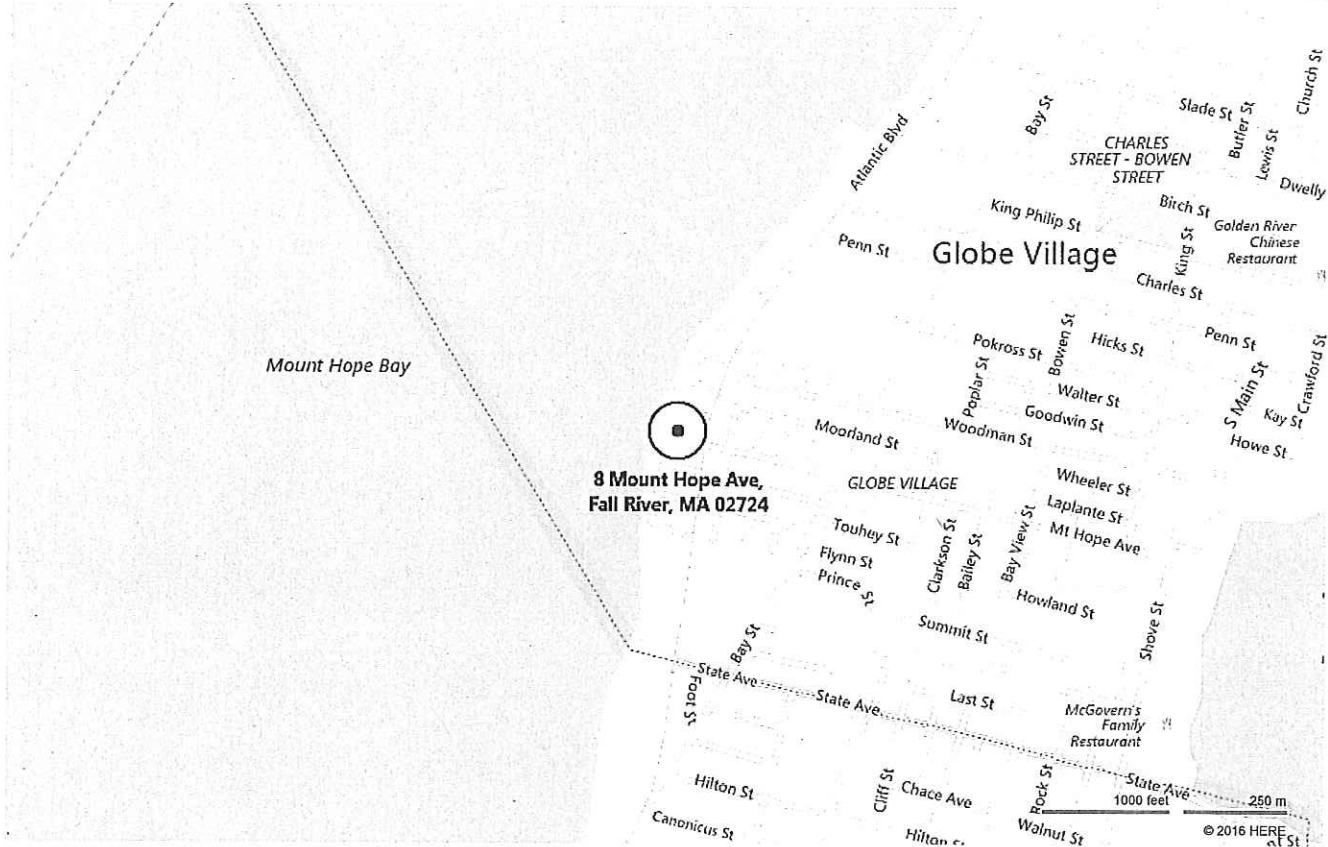 Church St
Slade St
Butler St
Lewis St
Bay St
Atlantic Blvd
CHARLES
STREET - BOWEN
STREET
Dwelly
Birch St
King Philip St
Golden River
Chinese
Restaurant
Penn St
Globe Village
King St
Charles St
Bowen St
Hicks St
Penn St
Pokross St
Crawford St
Mount Hope Bay
Poplar St
Walter St
S Main St
Goodwin St
Kay St
Moorland St
Woodman St
Howe St
8 Mount Hope Ave,
Fall River, MA 02724
GLOBE VILLAGE
Wheeler St
Laplante St
Mt Hope Ave
Touhey St
Clarkson St
Bailey St
Bay View St
Flynn St
Prince St
Howland St
Summit St
Shove St
Bay St
State Ave
Foot St
State Ave
Last St
McGovern's
Family
Restaurant
Hilton St
Cliff St
Chace Ave
Rock St
State Ave
1000 feet
250 m
Canonicus St
Hilton St
Walnut St
© 2016 HERE